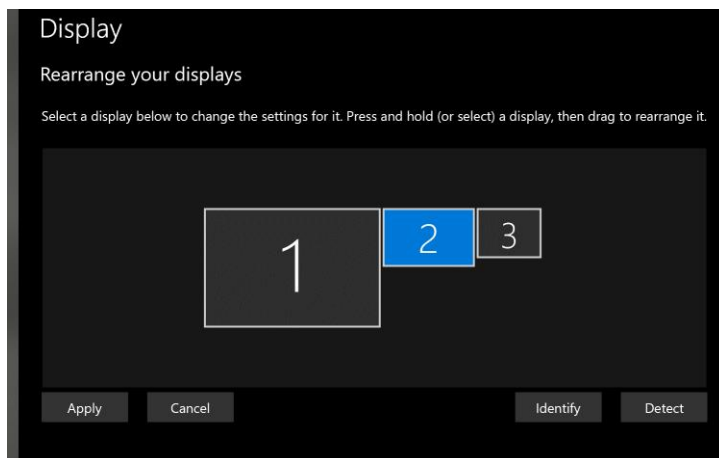 Display
Rearrange your displays
Select a display below to change the settings for it. Press and hold (or select) a display, then drag to rearrange it.
1 2 3
Apply Cancel Identify Detect